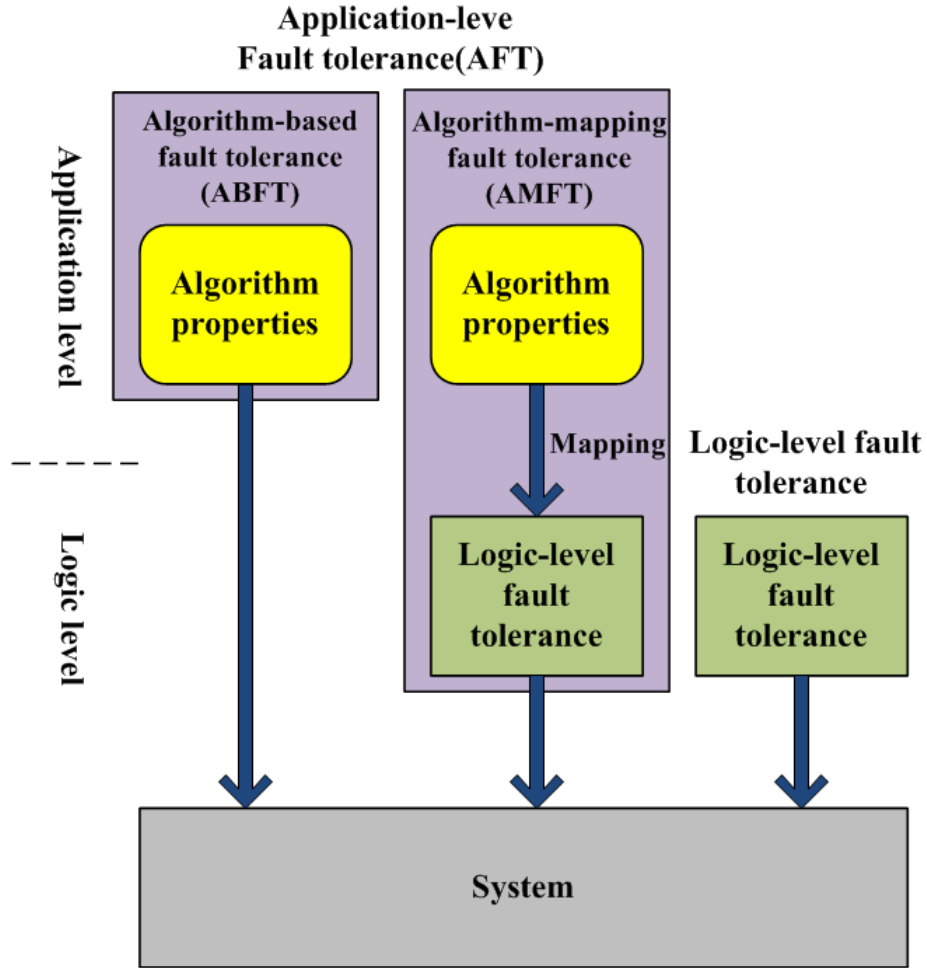 Application-leve
Fault tolerance(AFT)
Algorithm-based
fault tolerance
(ABFT)
Algorithm-mapping
fault tolerance
(AMFT)
Application level
Algorithm
properties
Algorithm
properties
Mapping
Logic-level fault
tolerance
Logic level
Logic-level
fault
tolerance
Logic-level
fault
tolerance
System